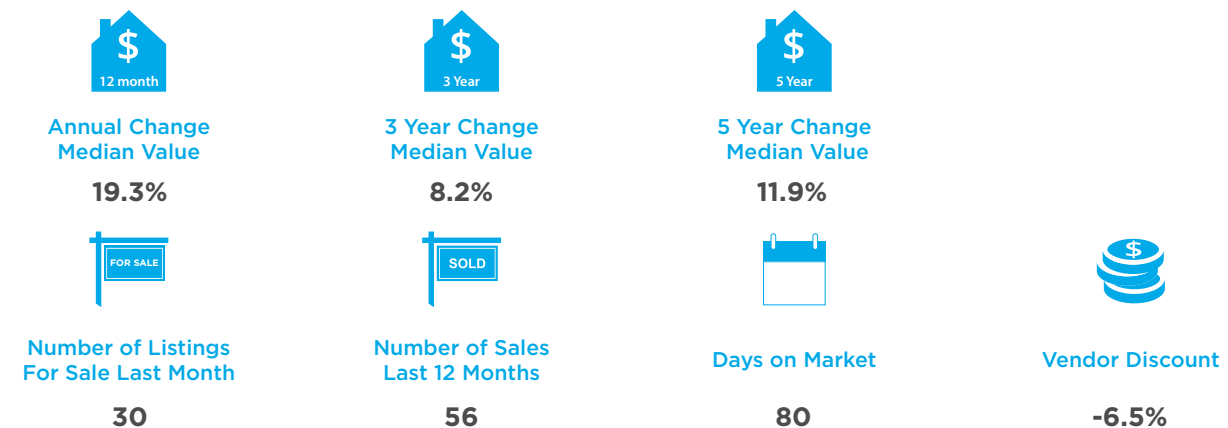 $
12 month
$
3 Year
$
5 Year
Annual Change
Median Value
19.3%
3 Year Change
Median Value
8.2%
5 Year Change
Median Value
11.9%
FOR SALE
SOLD
$
Number of Listings
For Sale Last Month
30
Number of Sales
Last 12 Months
56
Days on Market
80
Vendor Discount
-6.5%